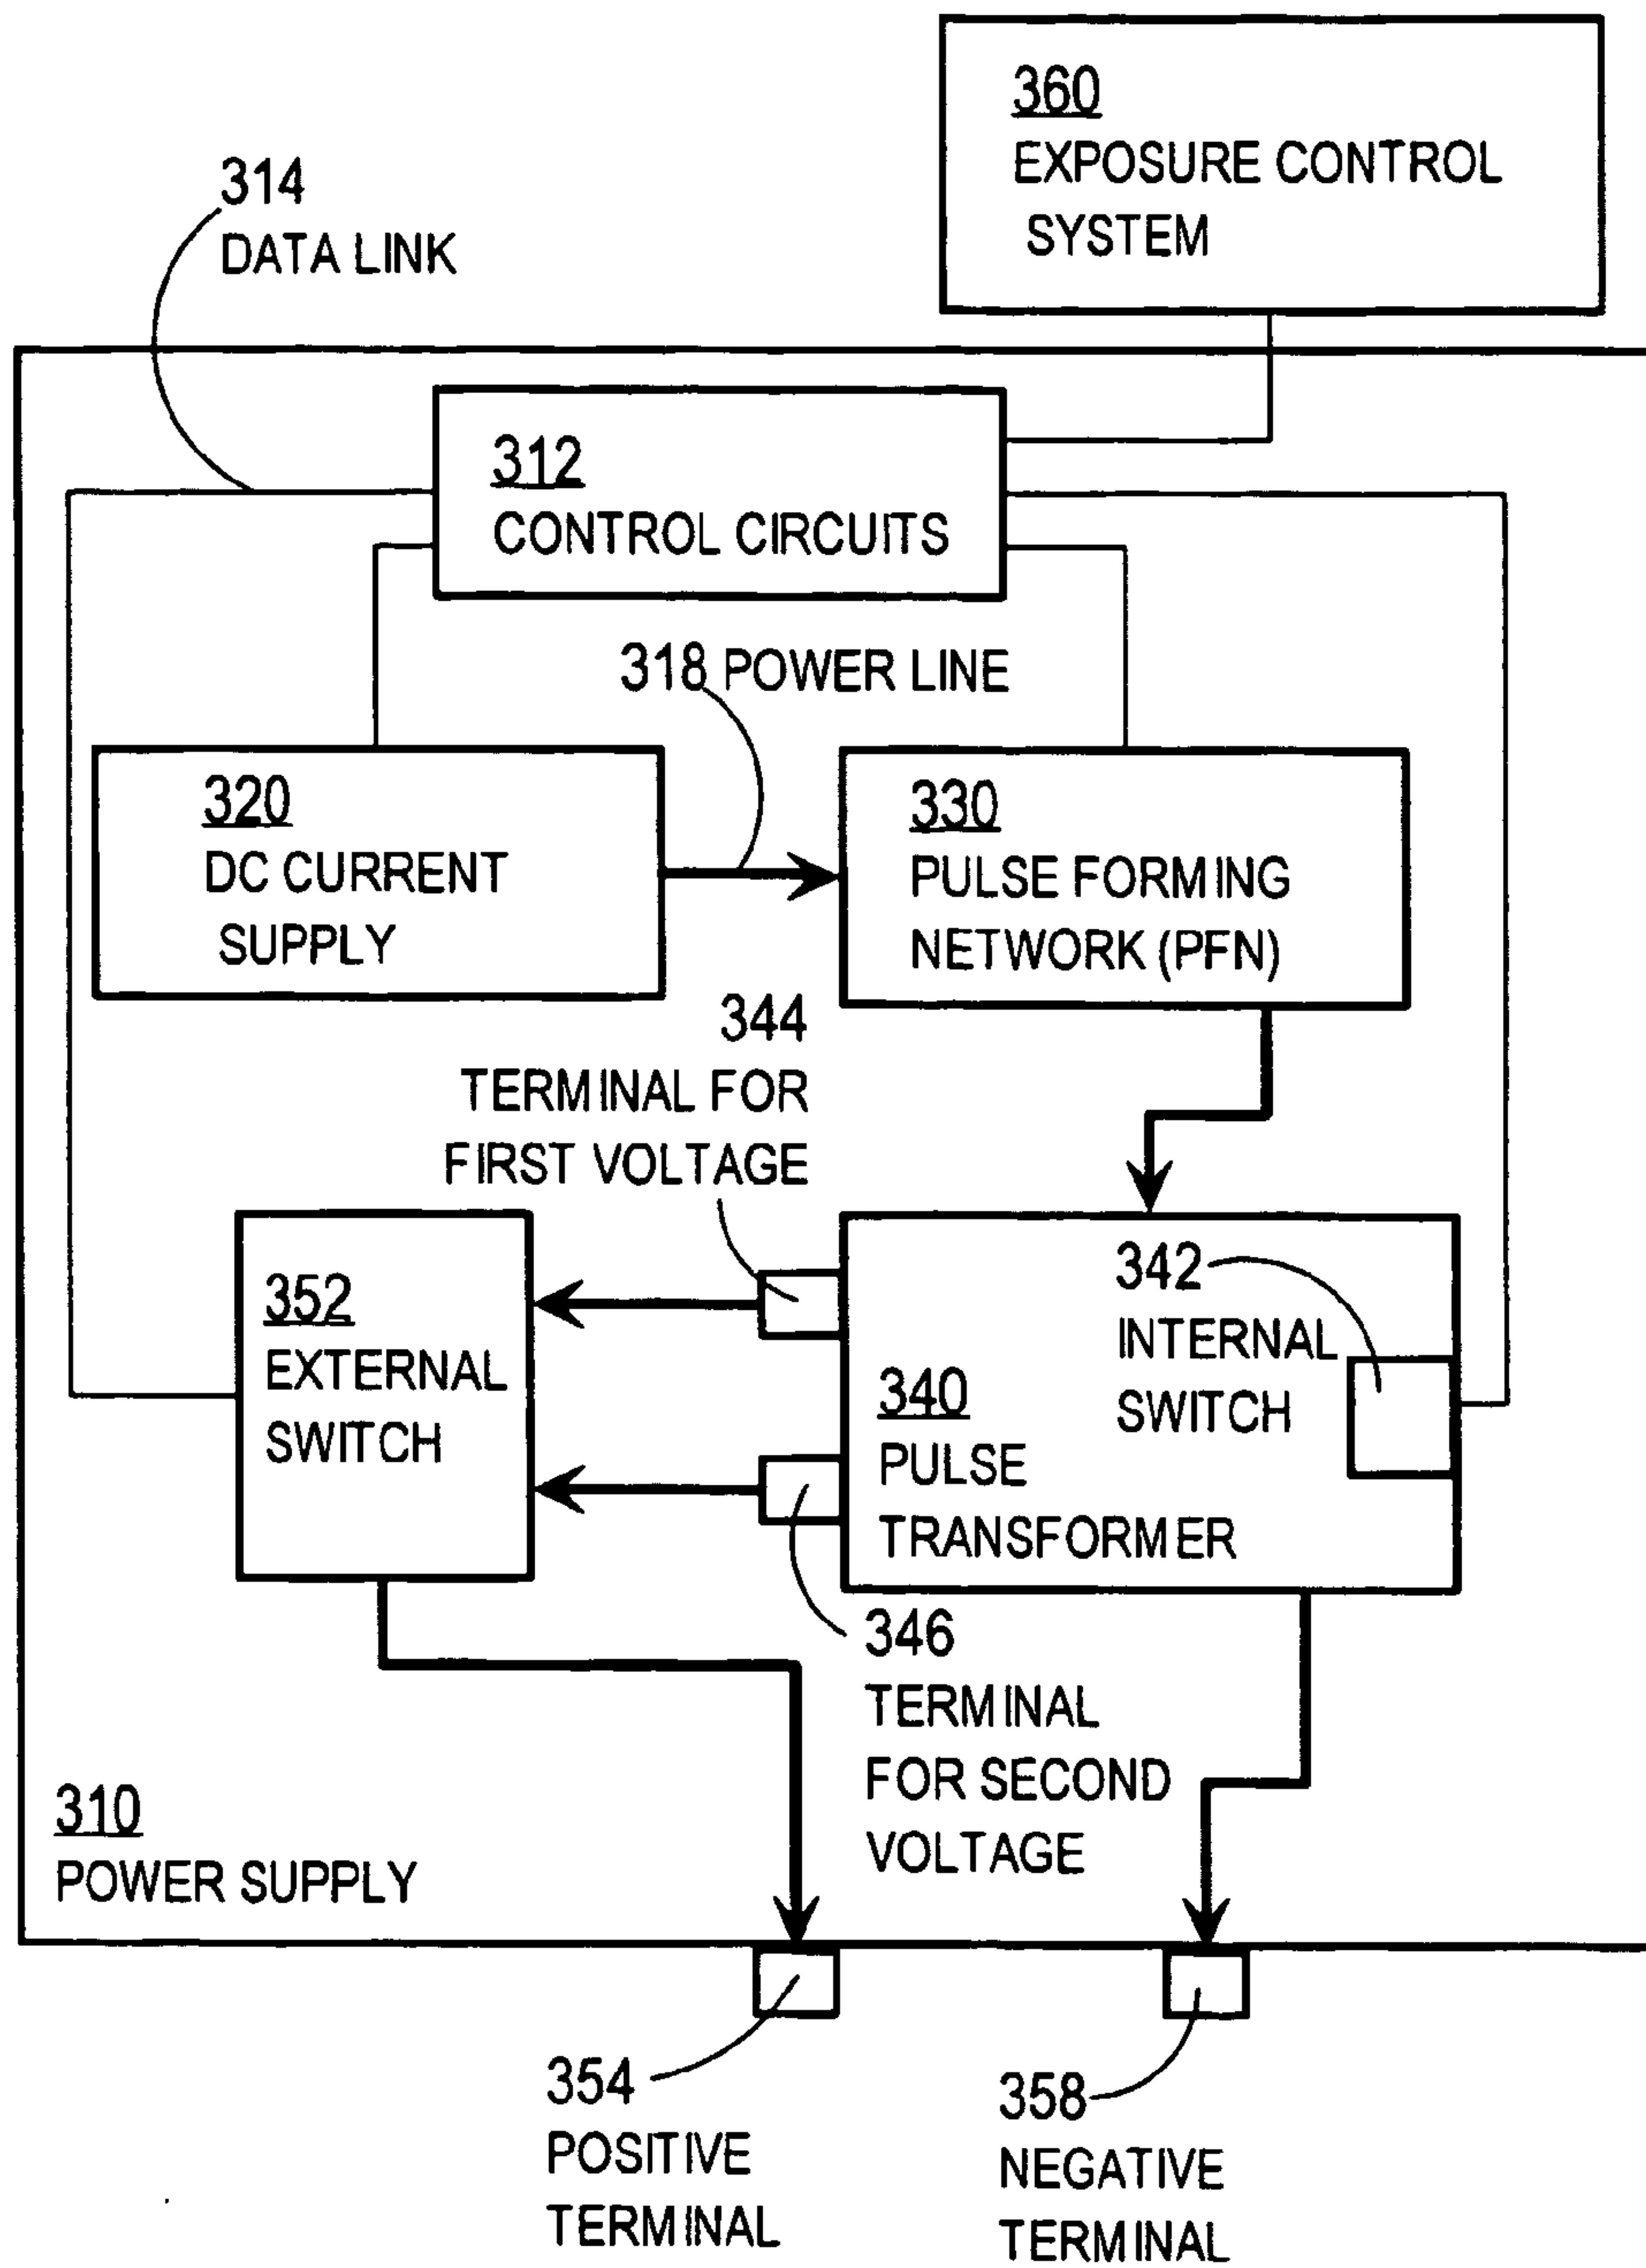 360
EXPOSURE CONTROL
SYSTEM
314
DATA LINK
312
CONTROL CIRCUITS
318 POWER LINE
320
DC CURRENT
SUPPLY
330
PULSE FORMING
NETWORK (PFN)
344
TERMINAL FOR
FIRST VOLTAGE
352
EXTERNAL
SWITCH
342
INTERNAL
SWITCH
340
PULSE
TRANSFORMER
346
TERMINAL
FOR SECOND
VOLTAGE
310
POWER SUPPLY
354
POSITIVE
TERMINAL
358
NEGATIVE
TERMINAL